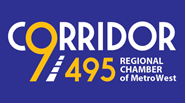 CORRIDOR
9/495 REGIONAL
CHAMBER
of MetroWest